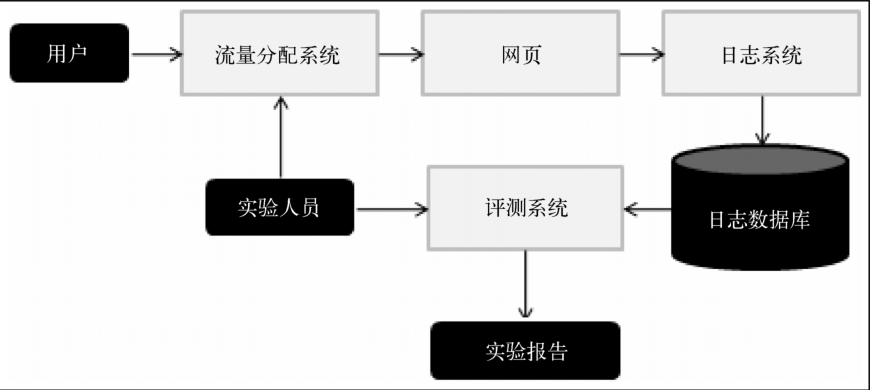 用户
流量分配系统
网页
日志系统
实验人员
评测系统
日志数据库
实验报告